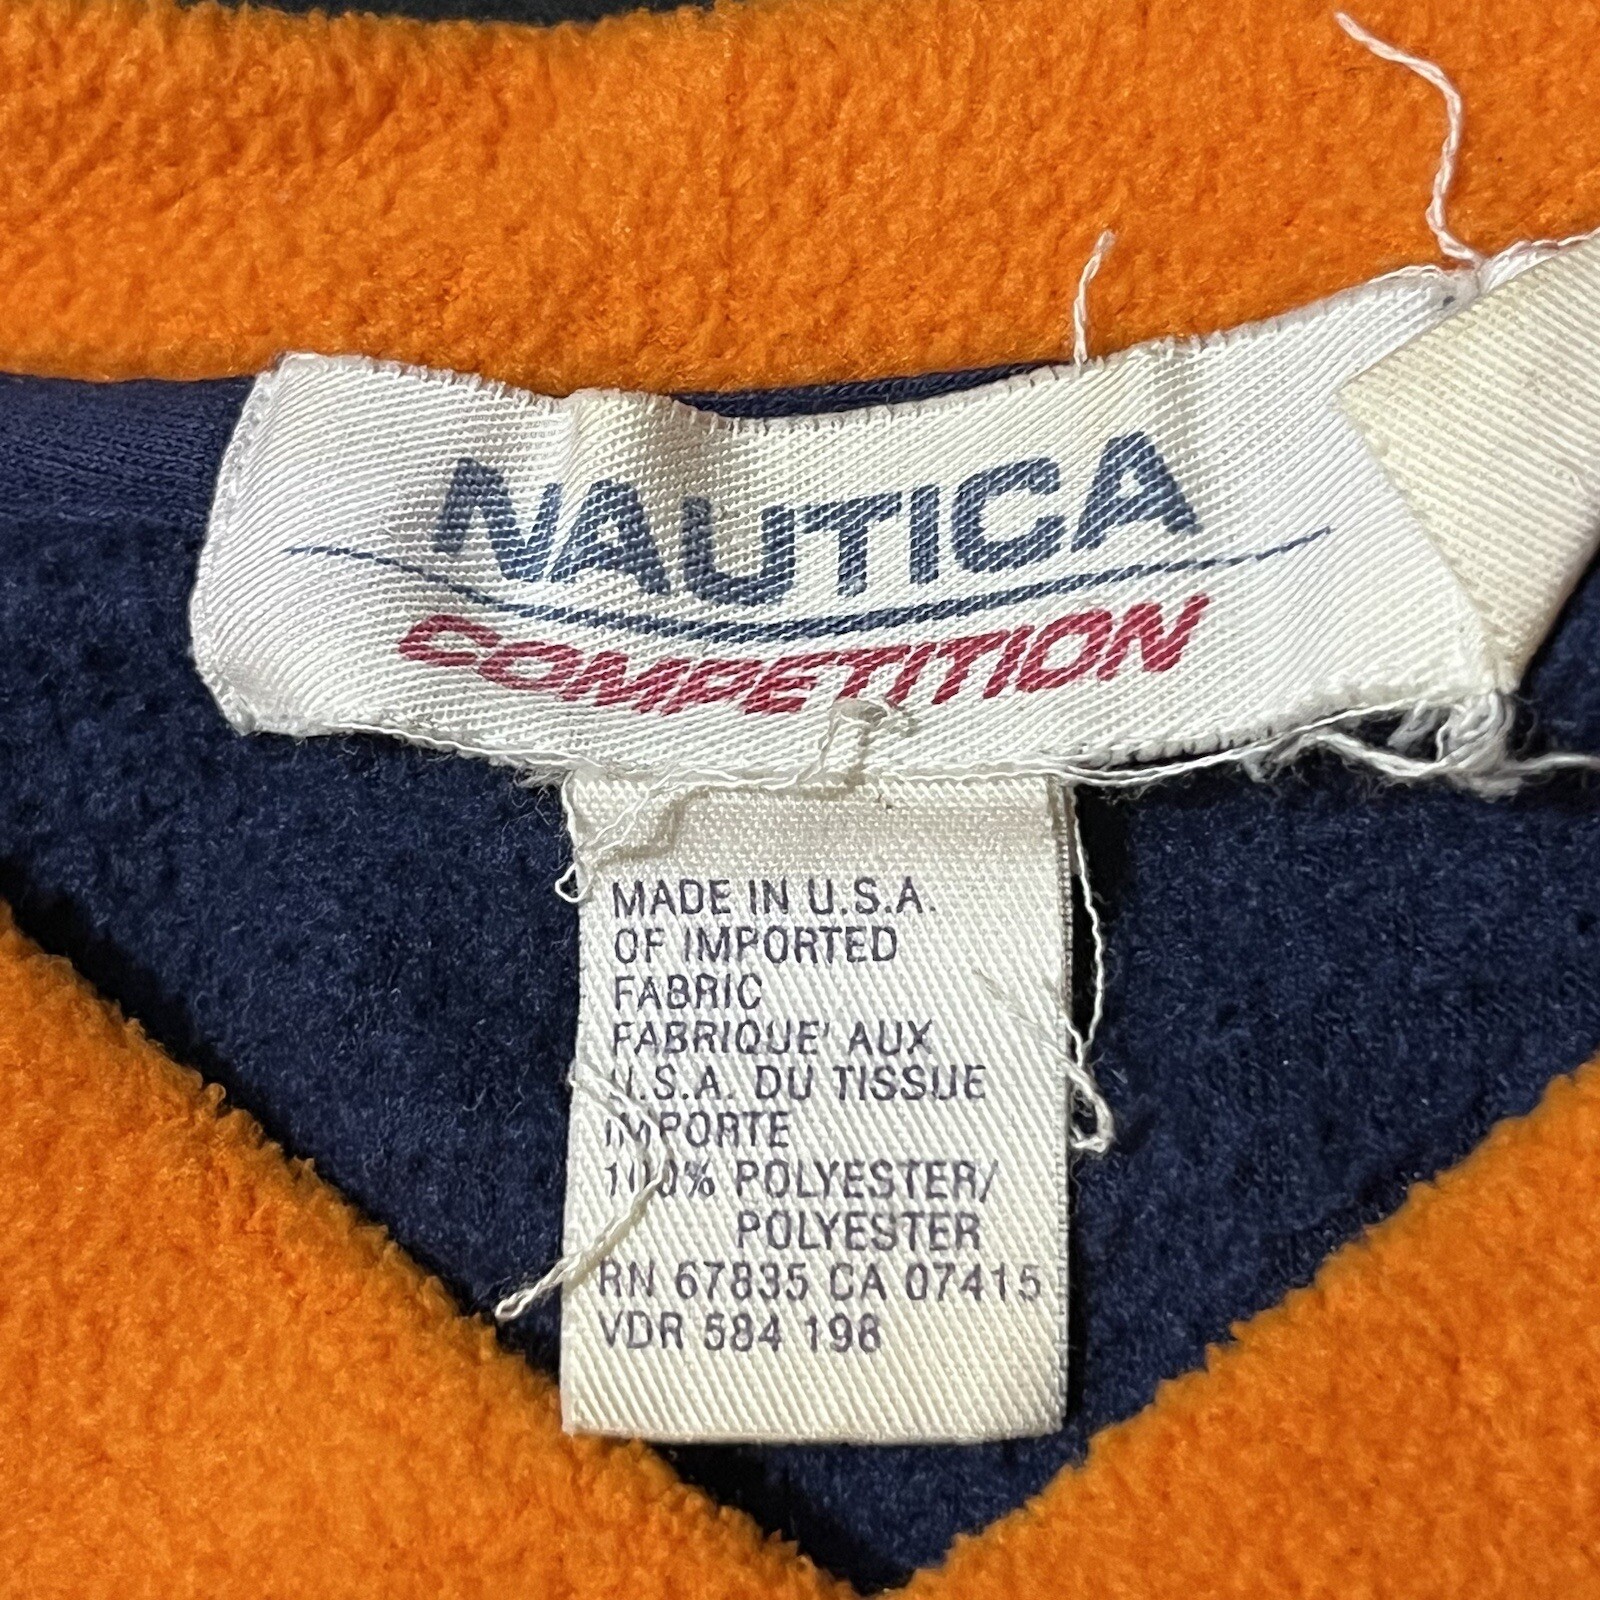 NAUTICA
COMPETITION
MADE IN U.S.A.
OF IMPORTED
FABRIC
FABRIQUE' AUX
U.S.A. DU TISSUE
IMPORTE
100% POLYESTER/
POLYESTER
RN 67835 CA 07415
VDR 584 198